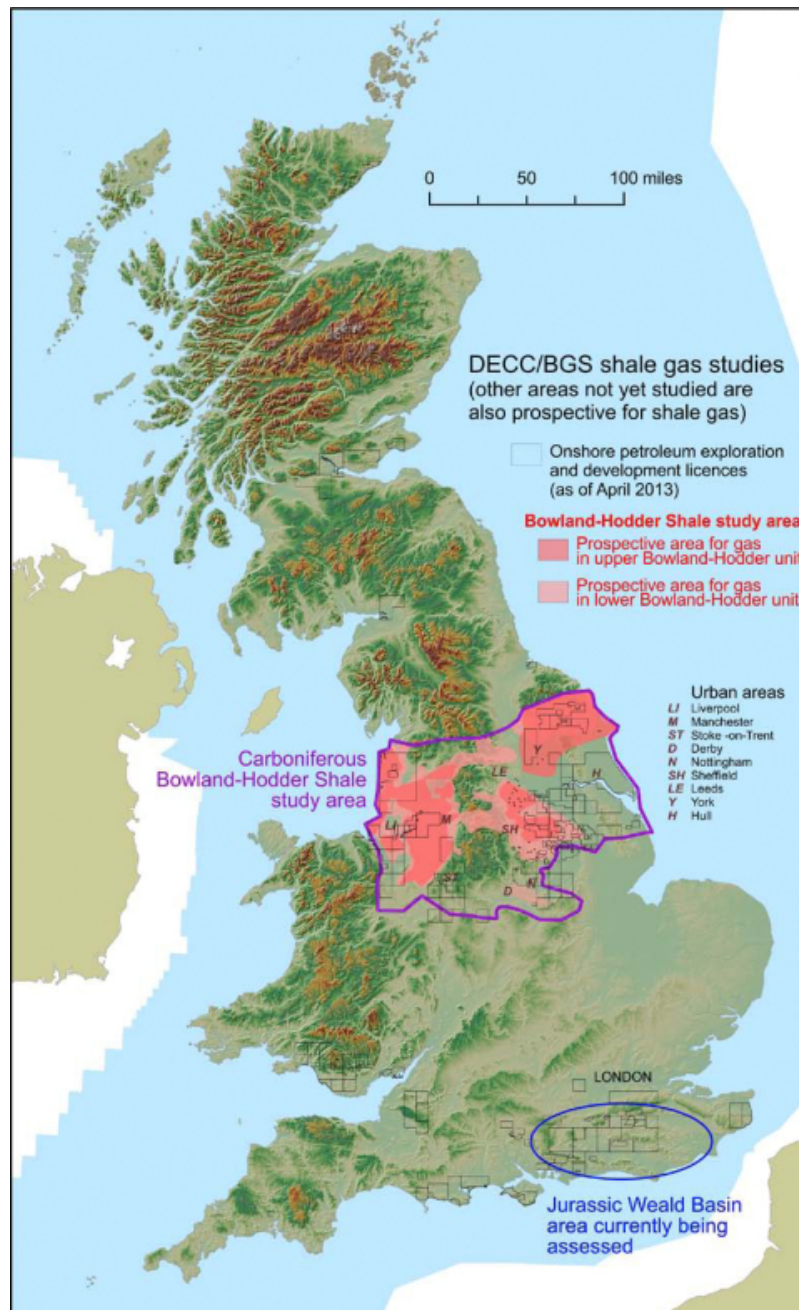 0 50 100 miles
DECC/BGS shale gas studies
(other areas not yet studied are
also prospective for shale gas)
Onshore petroleum exploration
and development licences
(as of April 2013)
Bowland-Hodder Shale study area
Prospective area for gas
in upper Bowland-Hodder unit
Prospective area for gas
in lower Bowland-Hodder unit
Urban areas
LI Liverpool
M Manchester
ST Stoke -on-Trent
D Derby
N Nottingham
SH Sheffield
LE Leeds
Y York
H Hull
Carboniferous
Bowland-Hodder Shale
study area
Y
LE
H
LI
M
SH
ST
D
N
LONDON
Jurassic Weald Basin
area currently being
assessed